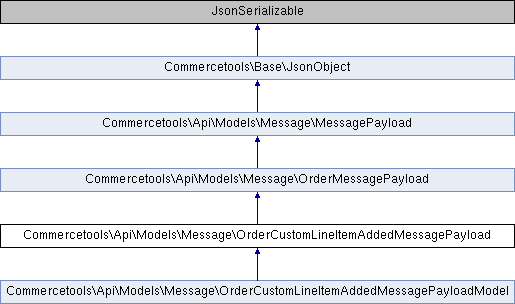 JsonSerializable
Commercetools\Base\JsonObject
Commercetools\Api\Models\Message\MessagePayload
Commercetools\Api\Models\Message\OrderMessagePayload
Commercetools\Api\Models\Message\OrderCustomLineItemAddedMessagePayload
Commercetools\Api\Models\Message\OrderCustomLineItemAddedMessagePayloadModel